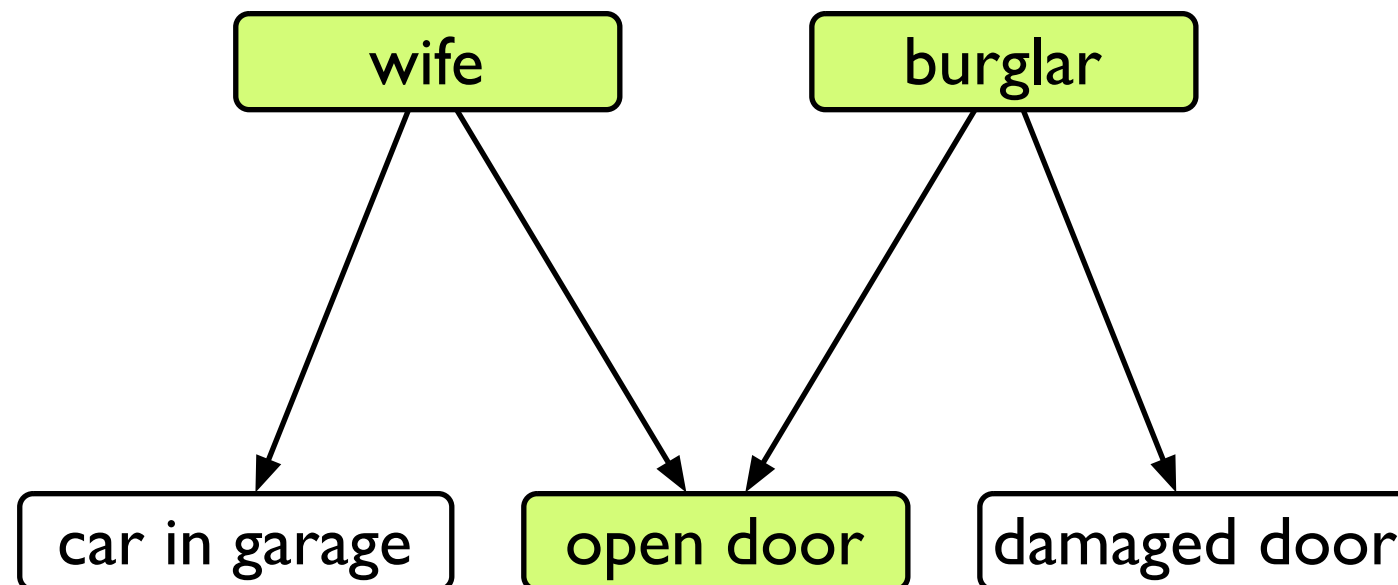 wife
burglar
car in garage
open door
damaged door